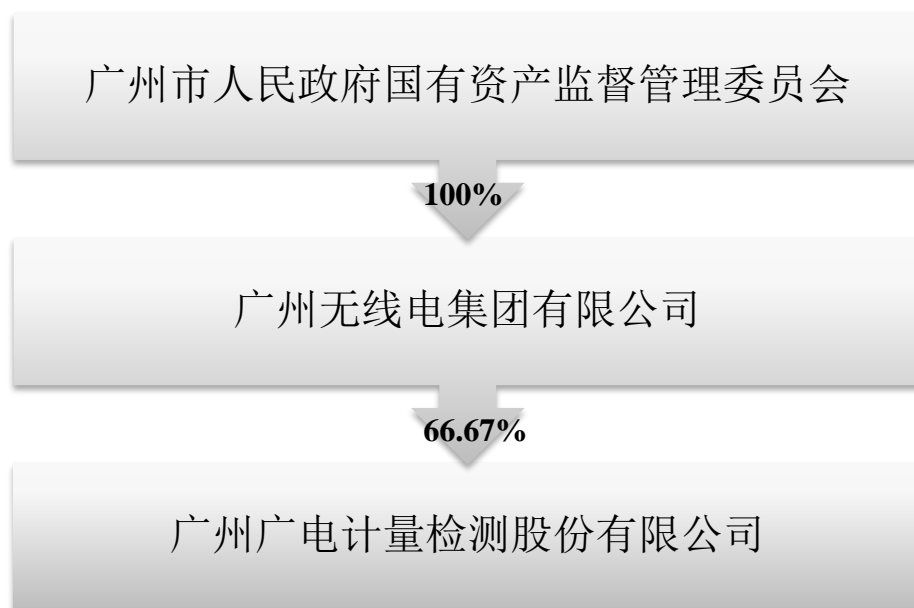 广州市人民政府国有资产监督管理委员会
100%
广州无线电集团有限公司
66.67%
广州广电计量检测股份有限公司